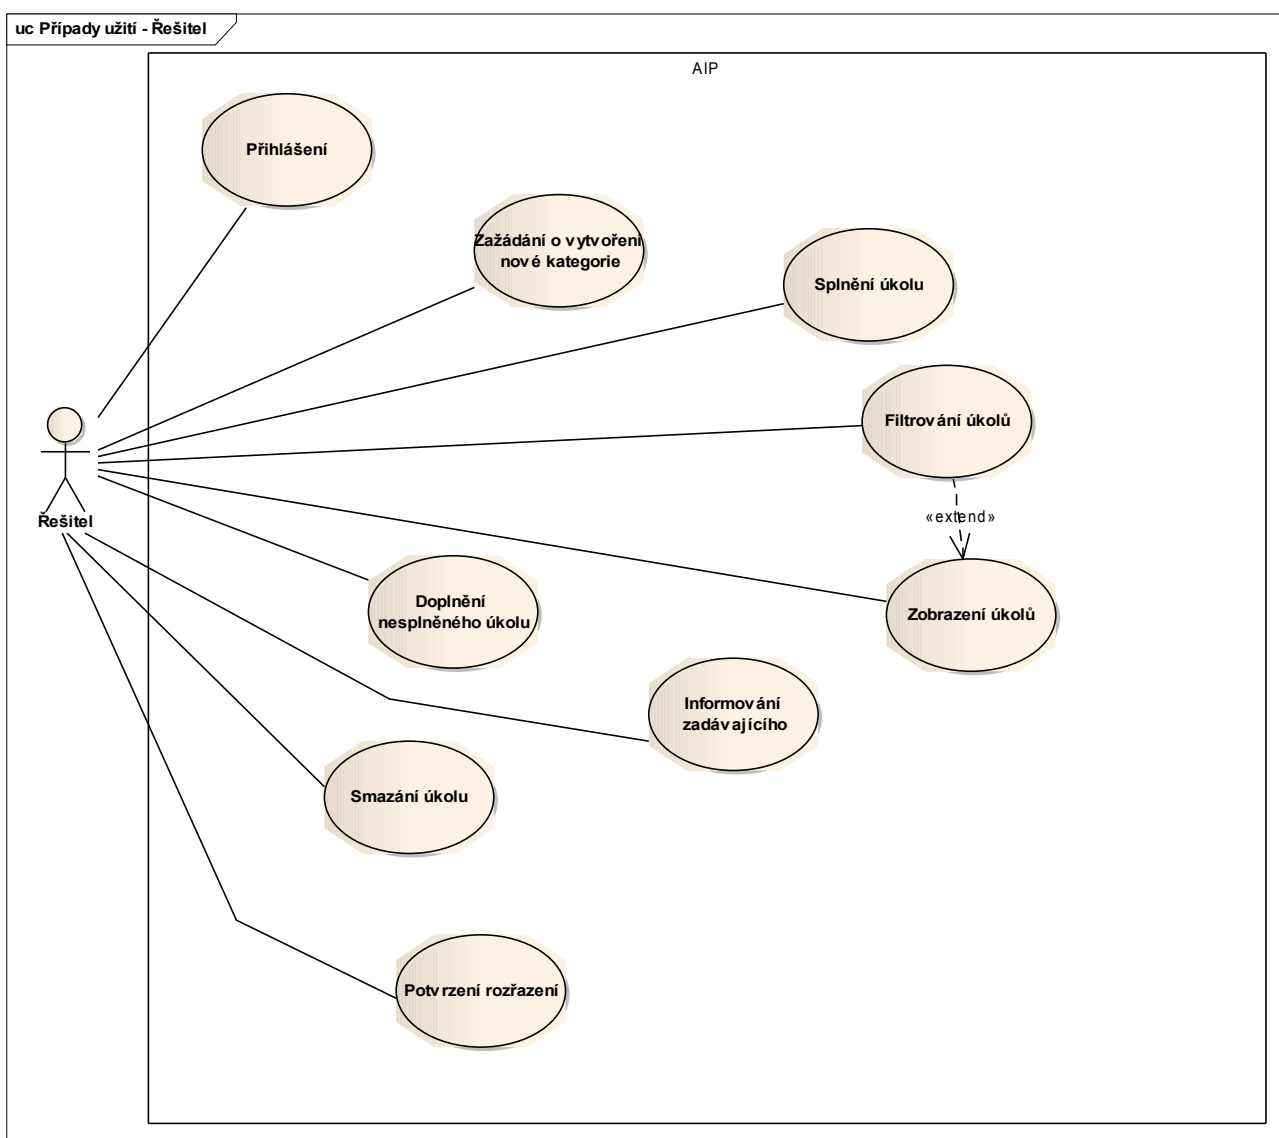 uc Případy užití - Řešitel
AIP
Přihlášení
Zažádání o vytvoření
nové kategorie
Splnění úkolu
Filtrování úkolů
«extend»
Řešitel
Doplnění
nesplněného úkolu
Zobrazení úkolů
Informování
zadávajícího
Smazání úkolu
Potvrzení rozřazení